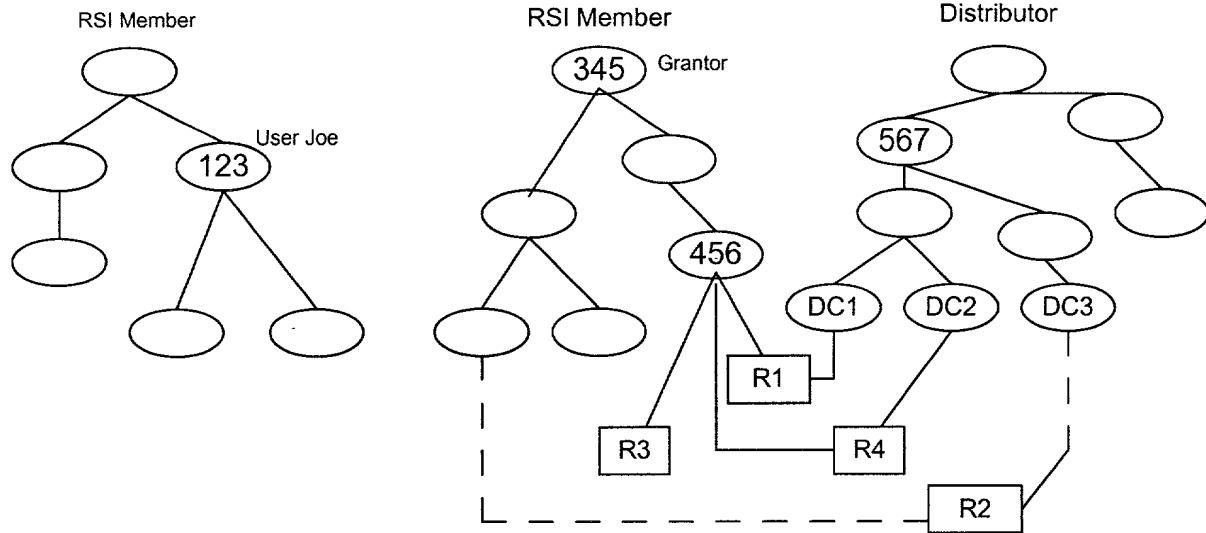 RSI Member
RSI Member
Distributor
345
Grantor
User Joe
123
567
456
DC1
DC2
DC3
R1
R3
R4
R2